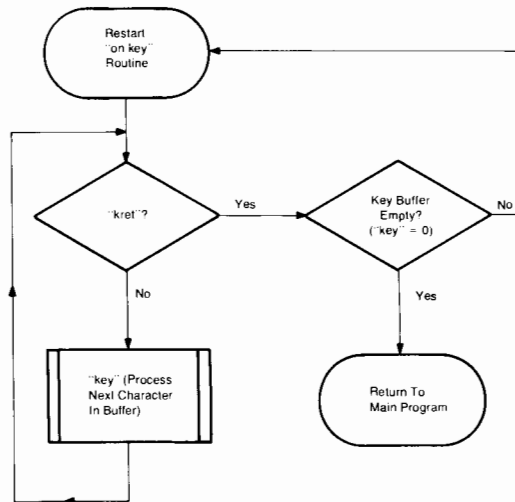 Restart
"on key"
Routine
"kret"?
Yes
Key Buffer
Empty?
("key" = 0)
No
No
Yes
"key" (Process
Next Character
In Buffer)
Return To
Main Program